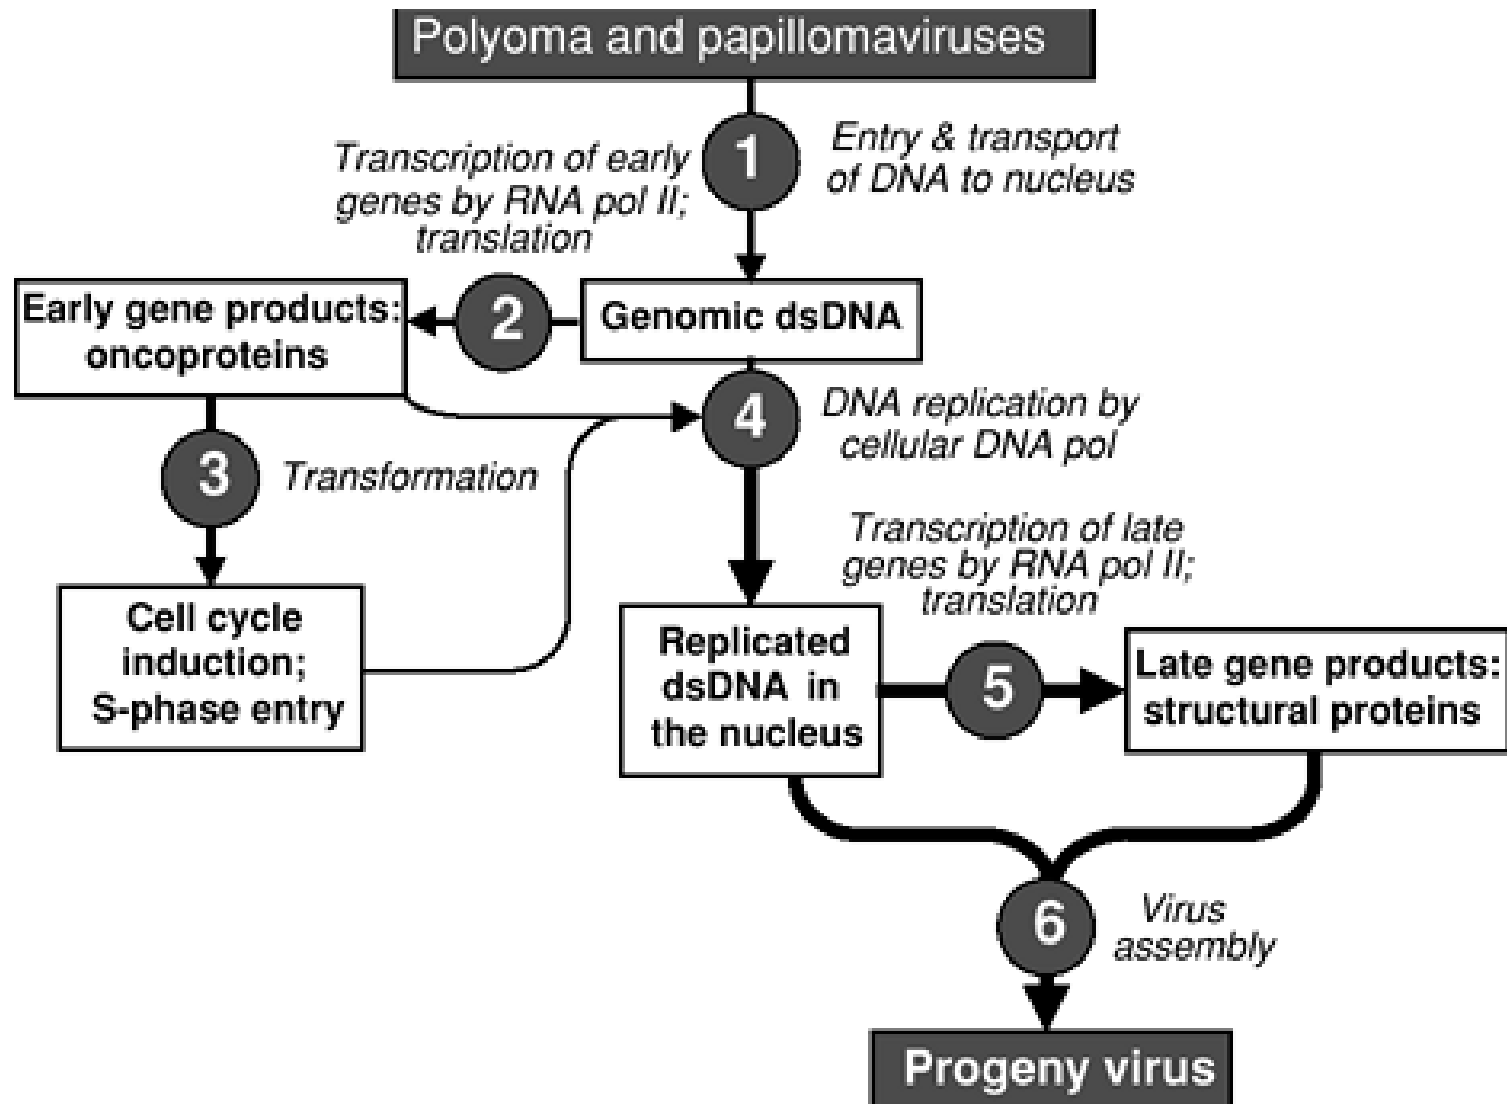 Polyoma and papillomaviruses
1
Entry & transport
of DNA to nucleus
Transcription of early
genes by RNA pol II;
translation
Early gene products:
oncoproteins
2
Genomic dsDNA
3
Transformation
4
DNA replication by
cellular DNA pol
Cell cycle
induction;
S-phase entry
Transcription of late
genes by RNA pol II;
translation
Replicated
dsDNA in
the nucleus
5
Late gene products:
structural proteins
6
Virus
assembly
Progeny virus